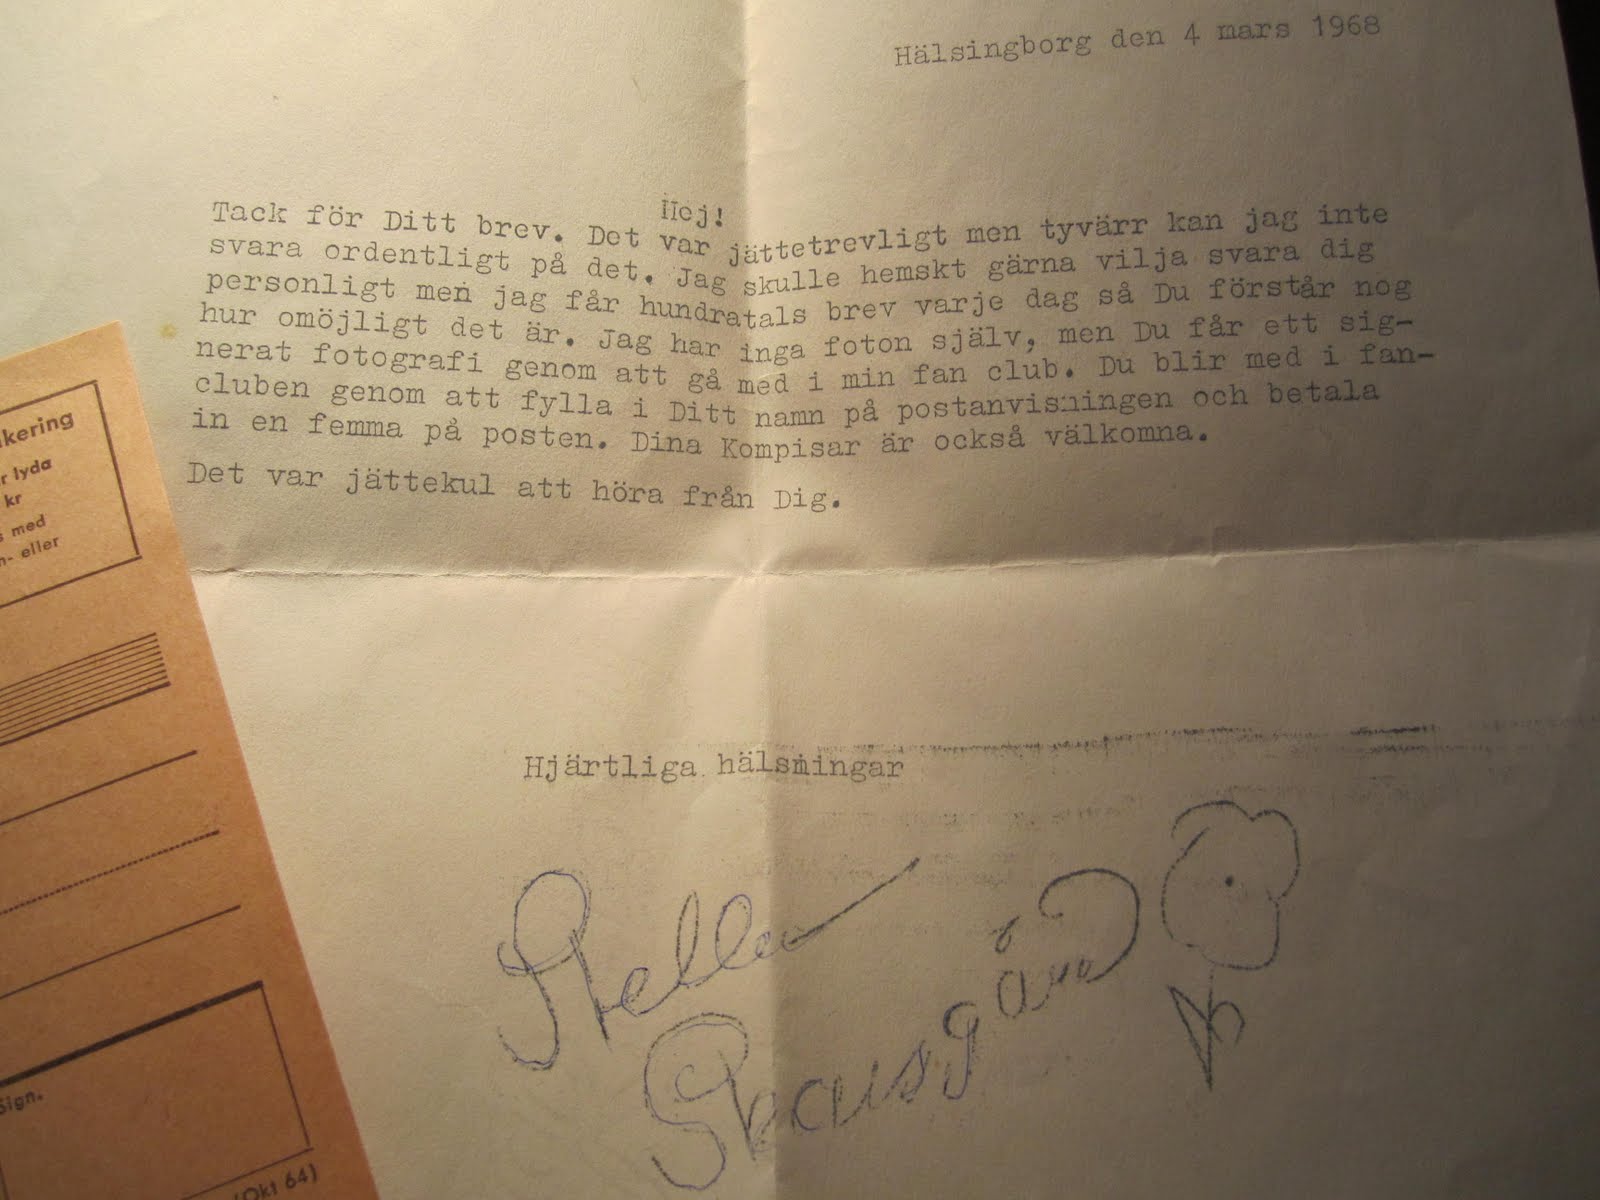 Hälsingborg den 4 mars 1968
Hej!
Tack för Ditt brev. Det var jättetrevligt men tyvärr kan jag inte
svara ordentligt på det. Jag skulle hemskt gärna vilja svara dig
personligt men jag får hundratals brev varje dag så Du förstår nog
hur omöjligt det är. Jag har inga foton själv, men Du får ett sig-
nerat fotografi genom att gå med i min fan club. Du blir med i fan-
cluben genom att fylla i Ditt namn på postanvisningen och betala
in en femma på posten. Dina Kompisar är också välkomna.
Det var jättekul att höra från Dig.
Hjärtliga hälsningar
kering
r lyda
kr
s med
n- eller
Sign.
(Okt 64)